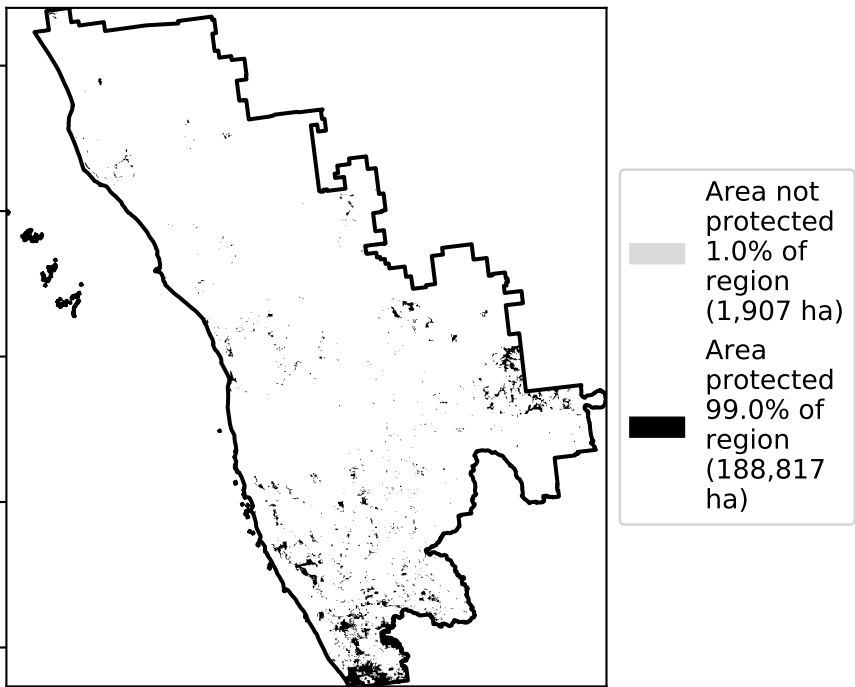 Area not
protected
1.0% of
region
(1,907 ha)
Area
protected
99.0% of
region
(188,817
ha)